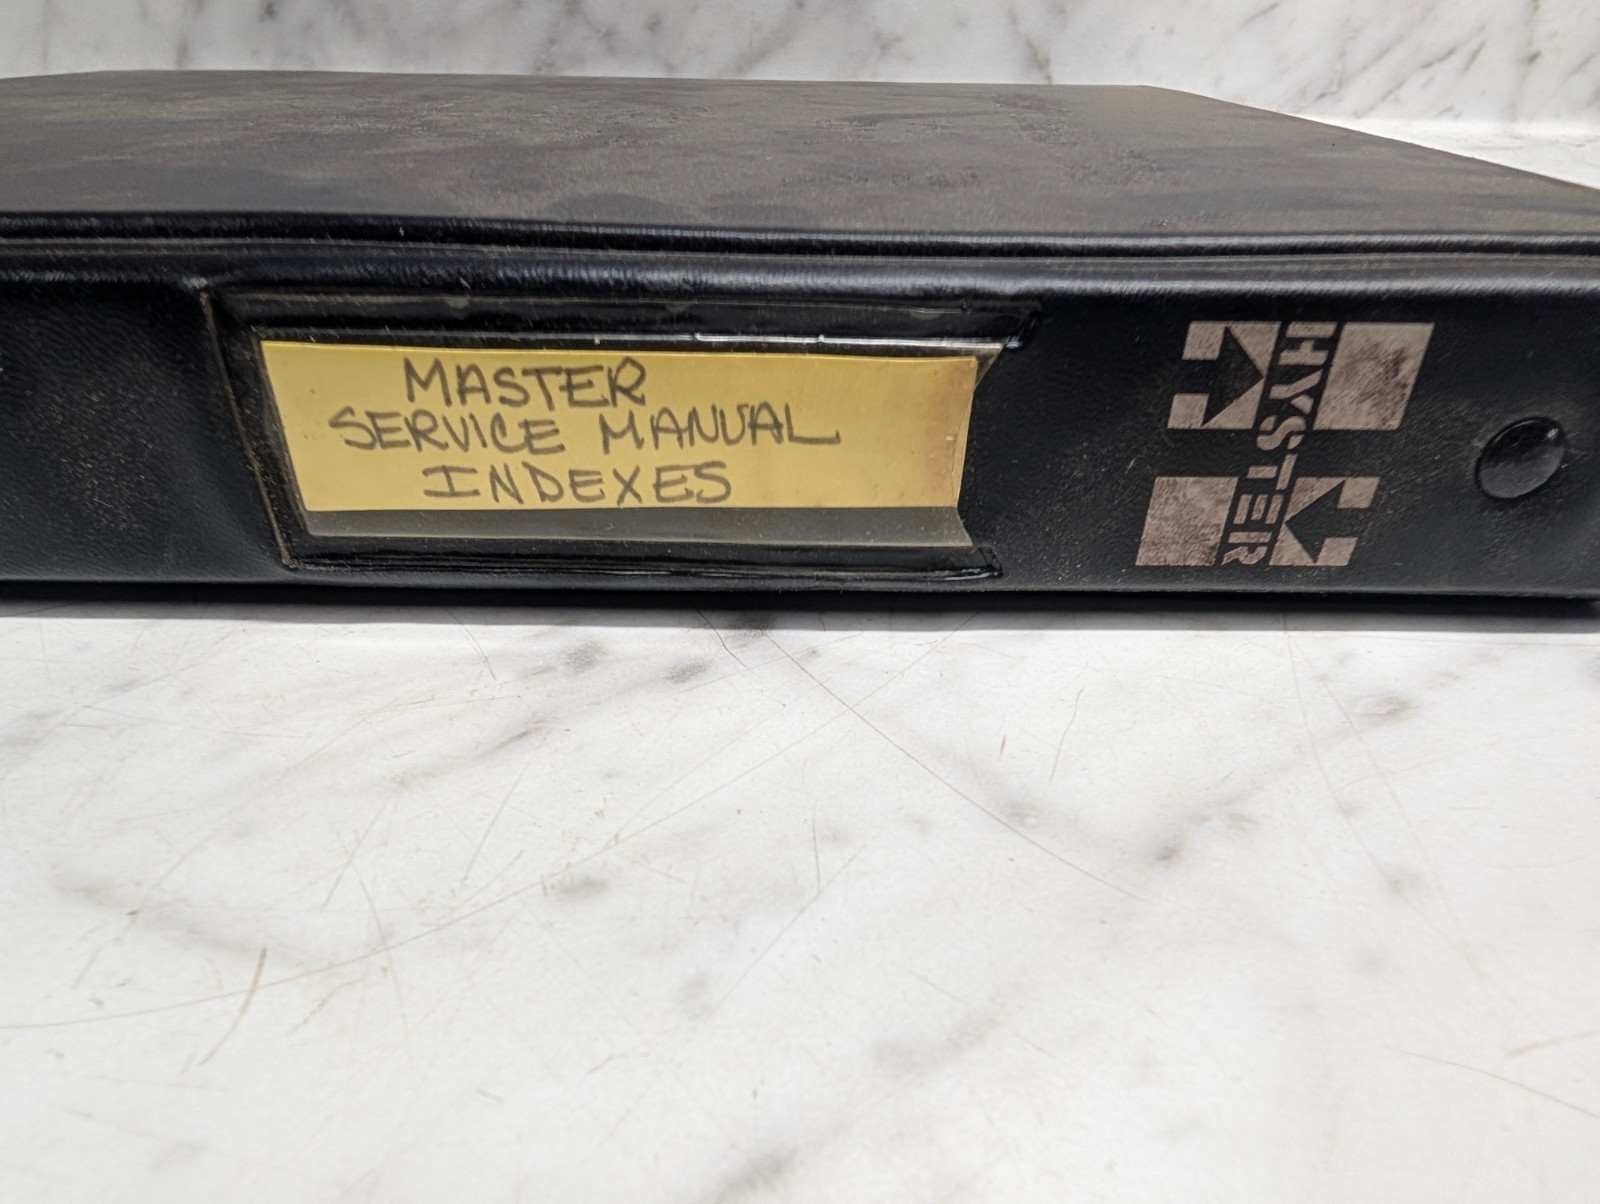 MASTER
SERVICE MANUAL
INDEXES
HYSTER